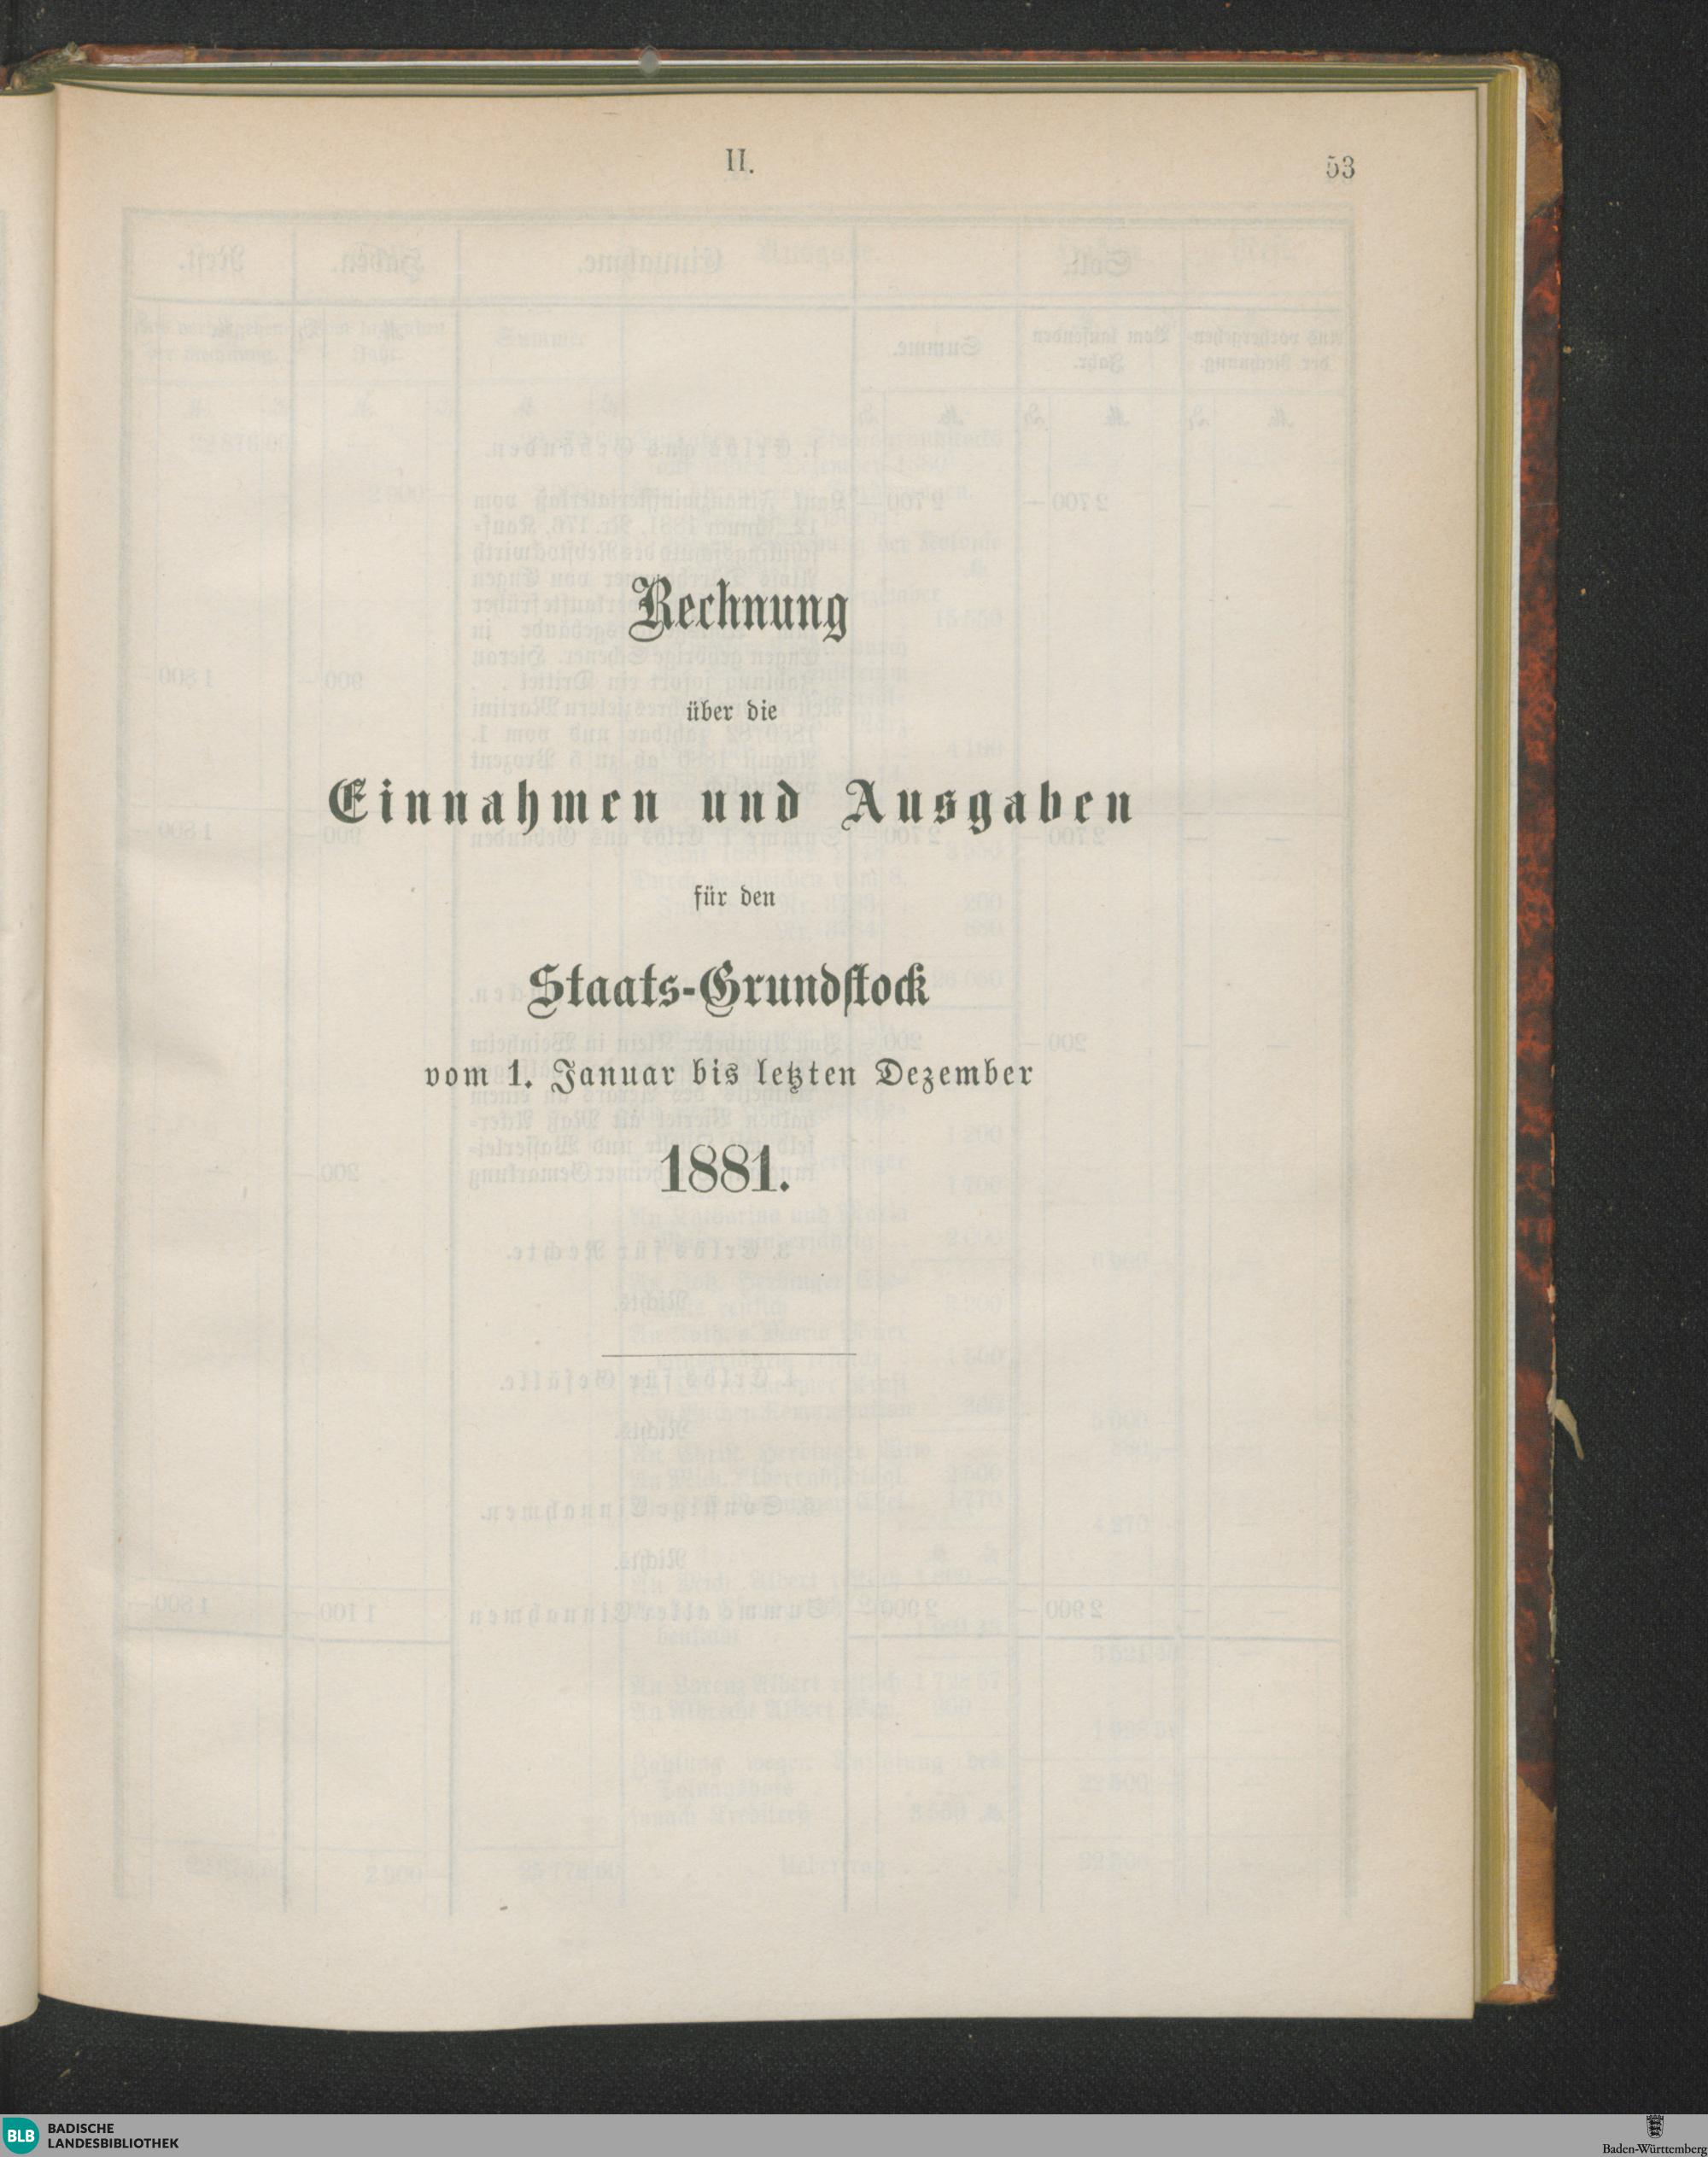 II.
53
Rechnung
über die
Einnahmen und Ausgaben
für den
Staats-Grundstock
vom 1. Januar bis letzten Dezember
1881.
BLB BADISCHE
LANDESBIBLIOTHEK
Baden-Württemberg